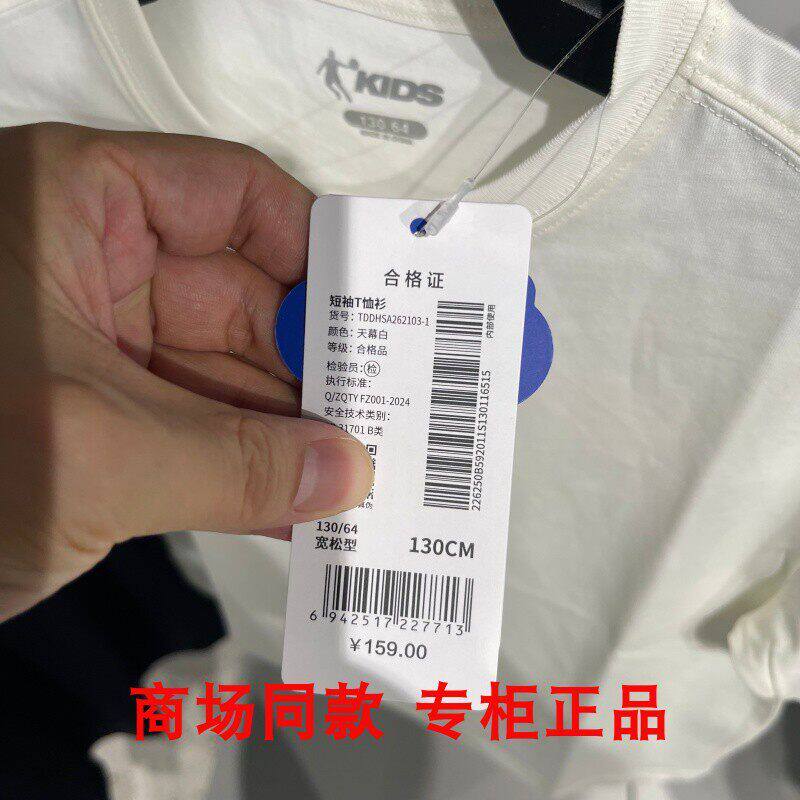 KIDS
130/64
合格证
短袖T恤衫
货号：TDDHSA262103-1
颜色：天幕白
等级：合格品
检验员：检
执行标准：
Q/ZQTY FZ001-2024
安全技术类别：
31701 B类
内部使用
226250B592011S130116515
130/64
宽松型
130CM
6 942517 227713
￥159.00
商场同款 专柜正品